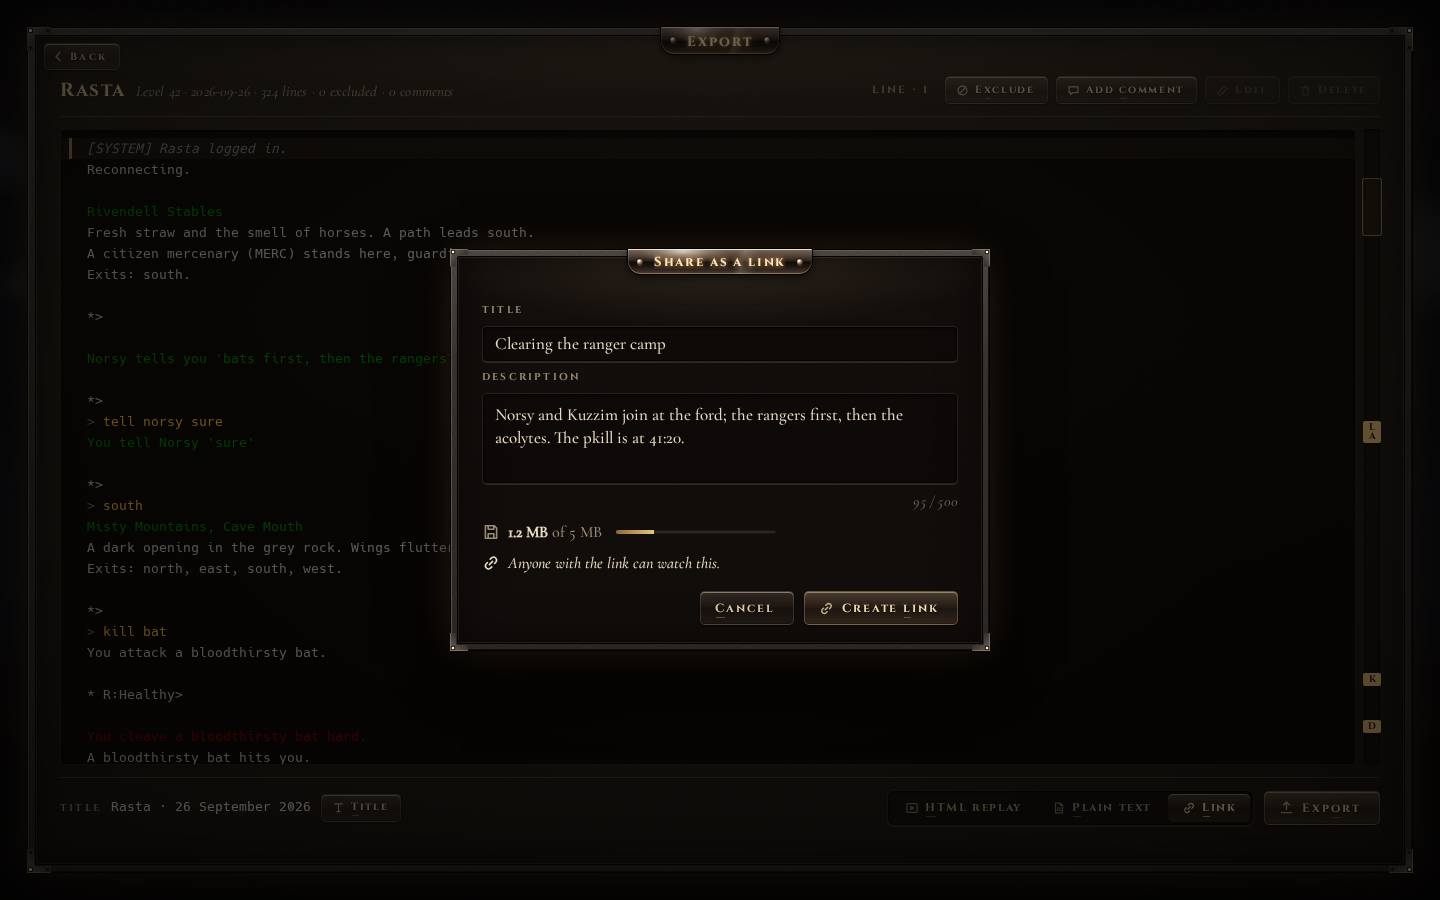 Export
Back
Rasta Level 42 · 2026-09-26 · 324 lines · 0 excluded · 0 comments
LINE · 1 Exclude Add comment Edit Delete
[SYSTEM] Rasta logged in.
Reconnecting.
Rivendell Stables
Fresh straw and the smell of horses. A path leads south.
A citizen mercenary (MERC) stands here, guard
Exits: south.
*>
Norsy tells you 'bats first, then the rangers'
*>
> tell norsy sure
You tell Norsy 'sure'
*>
> south
Misty Mountains, Cave Mouth
A dark opening in the grey rock. Wings flutter
Exits: north, east, south, west.
*>
> kill bat
You attack a bloodthirsty bat.
* R:Healthy>
You cleave a bloodthirsty bat hard.
A bloodthirsty bat hits you.
L
A
K
D
Share as a link
TITLE
Clearing the ranger camp
DESCRIPTION
Norsy and Kuzzim join at the ford; the rangers first, then the
acolytes. The pkill is at 41:20.
95 / 500
1.2 MB of 5 MB
Anyone with the link can watch this.
Cancel Create link
TITLE Rasta · 26 September 2026 Title
HTML replay Plain text Link Export